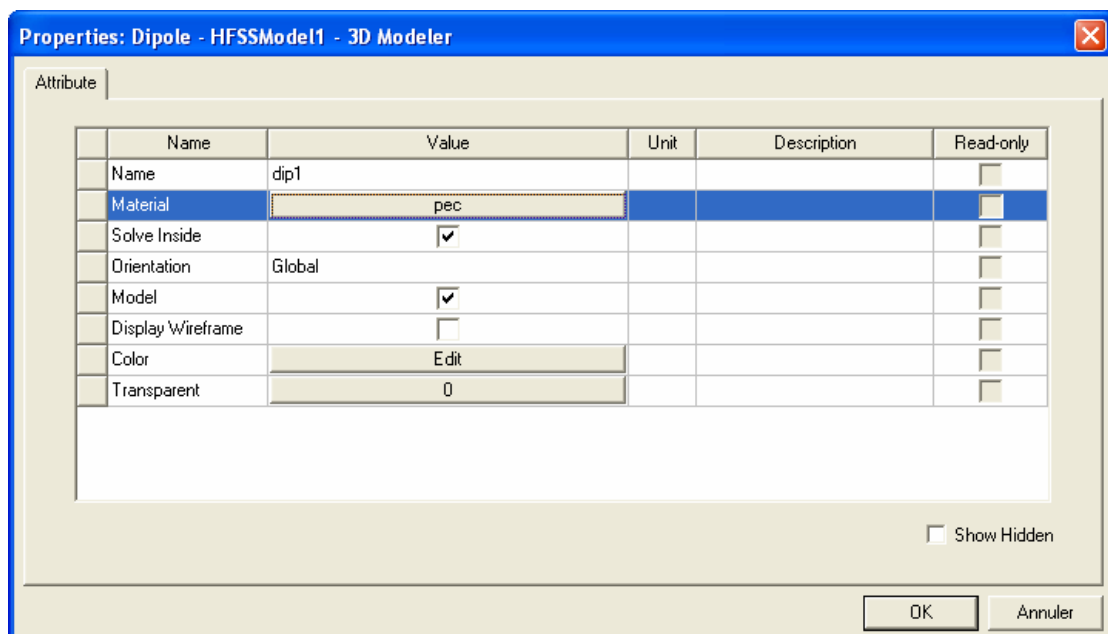 Properties: Dipole - HFSSModel1 - 3D Modeler
Attribute
Name Value Unit Description Read-only
Name dip1
Material pec
Solve Inside
Orientation Global
Model
Display Wireframe
Color Edit
Transparent 0
Show Hidden
OK Annuler